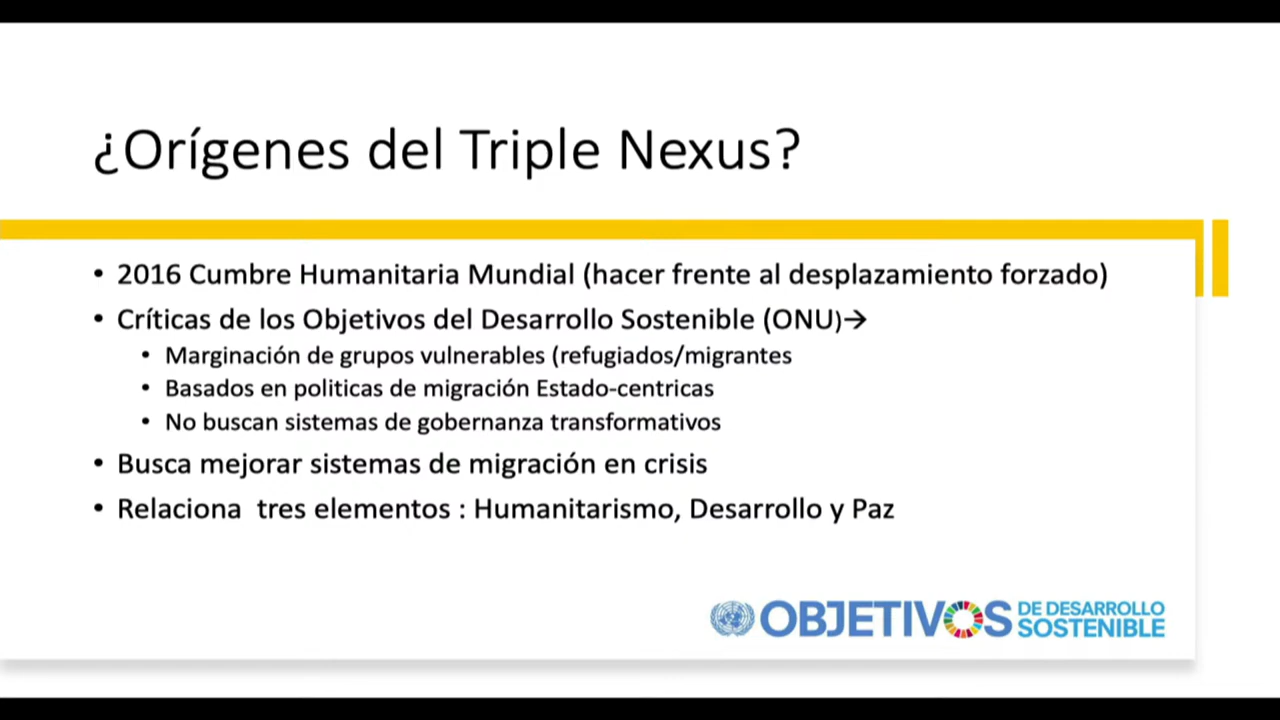 ¿Orígenes del Triple Nexus?
• 2016 Cumbre Humanitaria Mundial (hacer frente al desplazamiento forzado)
• Críticas de los Objetivos del Desarrollo Sostenible (ONU)→
• Marginación de grupos vulnerables (refugiados/migrantes
• Basados en politicas de migración Estado-centricas
• No buscan sistemas de gobernanza transformativos
• Busca mejorar sistemas de migración en crisis
• Relaciona  tres elementos : Humanitarismo, Desarrollo y Paz
OBJETIVOS DE DESARROLLO
SOSTENIBLE